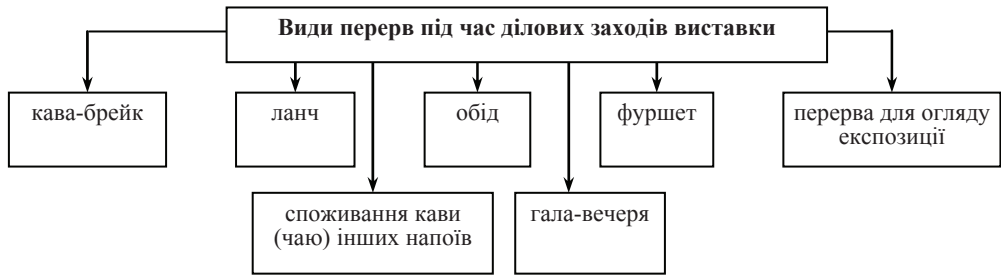 Види перерв під час ділових заходів виставки
кава-брейк
ланч
обід
фуршет
перерва для огляду
експозиції
споживання кави
(чаю) інших напоїв
гала-вечеря